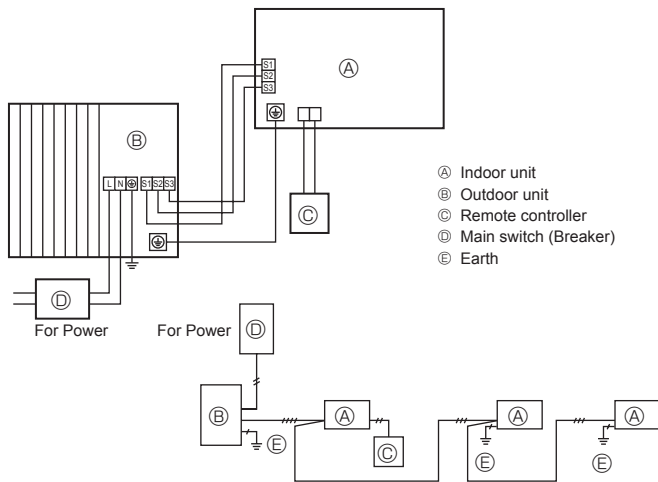 Ⓐ
S1
S2
S3
Ⓑ
L N S1 S2 S3
Ⓒ
Ⓓ
For Power
Ⓐ Indoor unit
Ⓑ Outdoor unit
Ⓒ Remote controller
Ⓓ Main switch (Breaker)
Ⓔ Earth
For Power Ⓓ
Ⓑ Ⓐ Ⓐ Ⓐ
Ⓔ Ⓒ Ⓔ Ⓔ